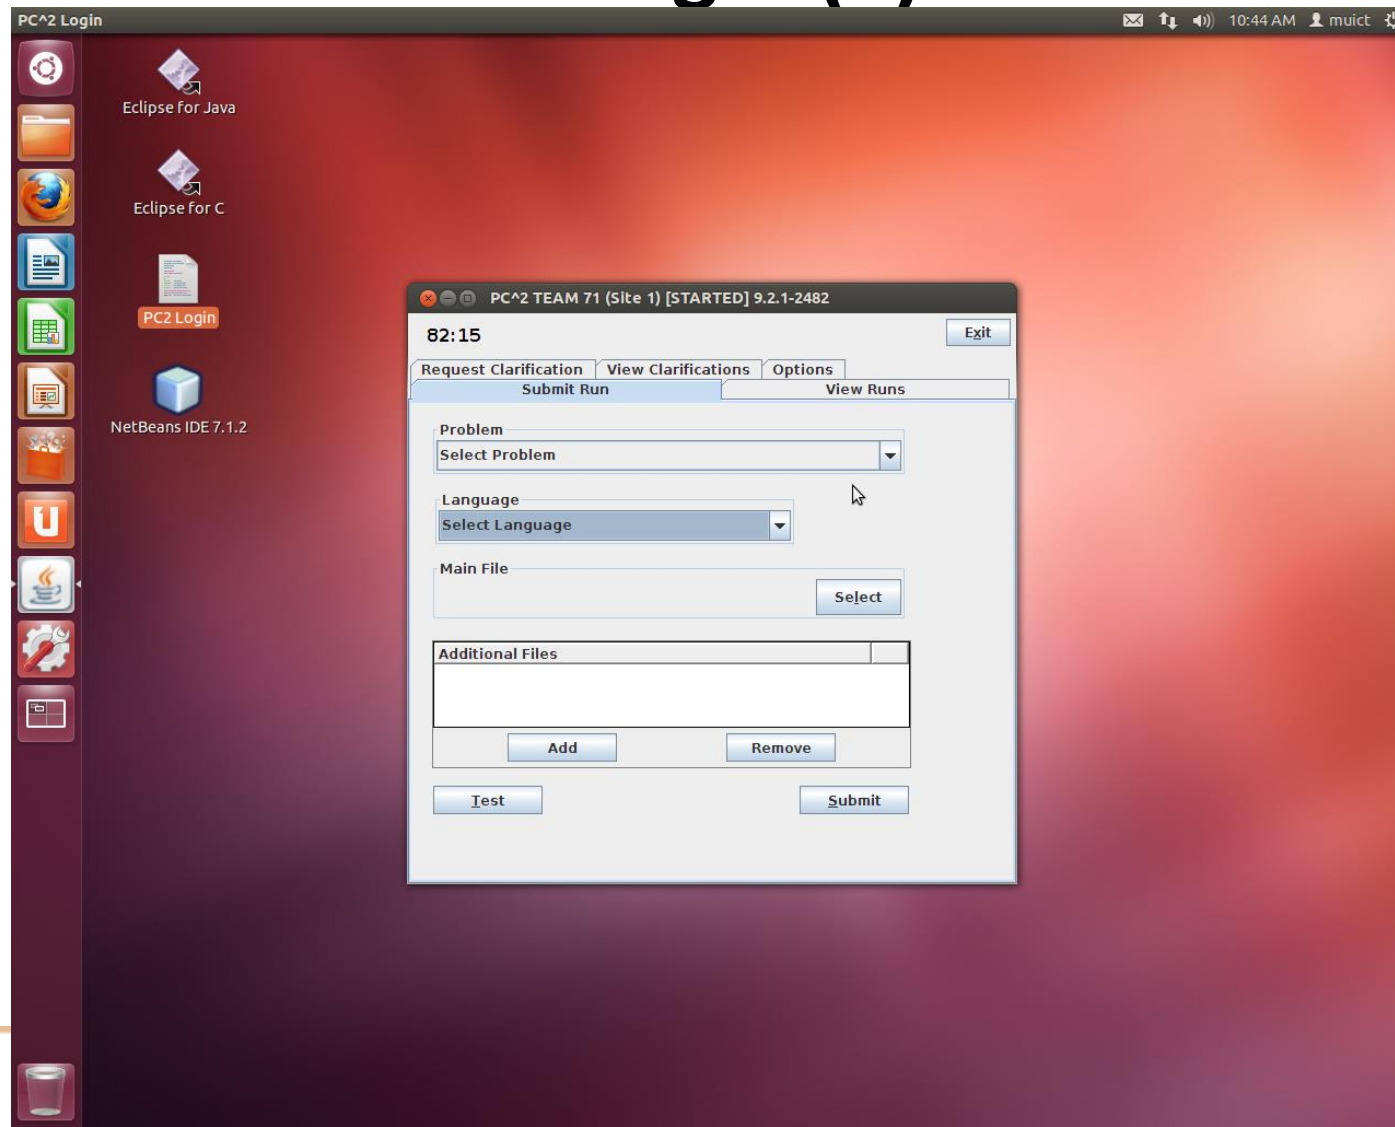 PC^2 Login
10:44 AM muict
Eclipse for Java
Eclipse for C
PC2 Login
NetBeans IDE 7.1.2
PC^2 TEAM 71 (Site 1) [STARTED] 9.2.1-2482
82:15
Exit
Request Clarification View Clarifications Options
Submit Run View Runs
Problem
Select Problem
Language
Select Language
Main File
Select
Additional Files
Add Remove
Test Submit